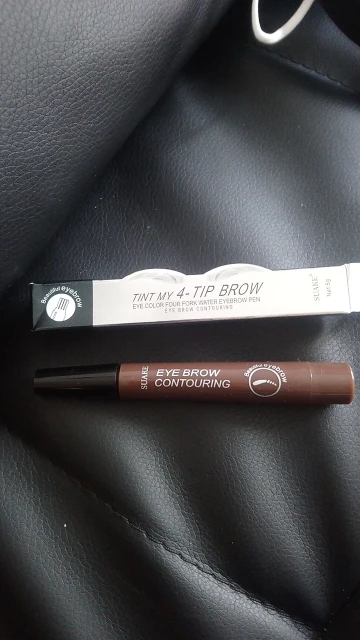 Beautiful eyebrow
TINT MY 4-TIP BROW
EYE COLOR FOUR FORK WATER EYEBROW PEN
EYE BROW CONTOURING
SUAKE®
SUAKE
EYE BROW
CONTOURING
Beautiful eyebrow